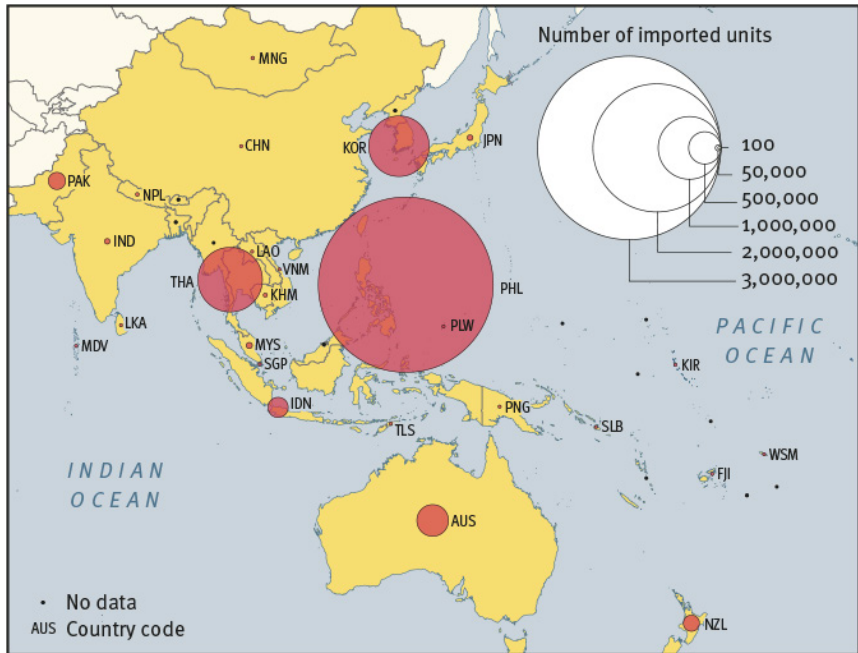 Number of imported units
100
50,000
500,000
1,000,000
2,000,000
3,000,000
MNG
CHN
KOR
JPN
PAK
NPL
IND
LAO
VNM
THA
KHM
PHL
PLW
LKA
MDV
MYS
SGP
IDN
TLS
PNG
SLB
KIR
WSM
FJI
AUS
NZL
PACIFIC
OCEAN
INDIAN
OCEAN
• No data
AUS Country code